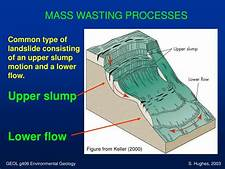 MASS WASTING PROCESSES
Common type of
landslide consisting
of an upper slump
motion and a lower
flow.
Upper slump
Lower flow
Upper slump
Lower flow
Figure from Keller (2000)
GEOL g406 Environmental Geology
S. Hughes, 2003